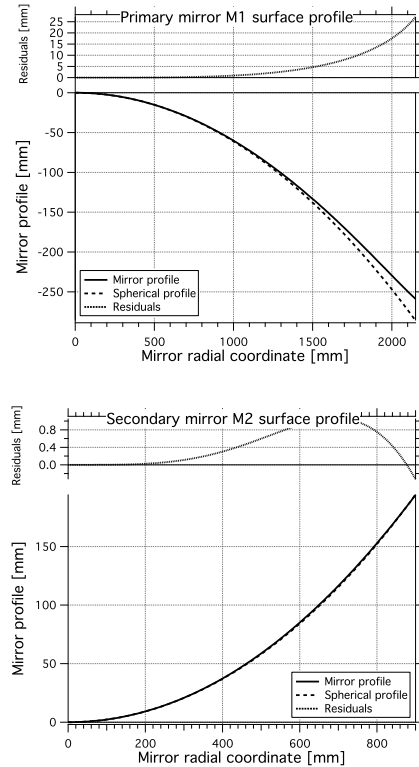 Primary mirror M1 surface profile
Residuals [mm]
25
20
15
10
5
0
Mirror profile [mm]
0
-50
-100
-150
-200
-250
Mirror profile
Spherical profile
Residuals
0 500 1000 1500 2000
Mirror radial coordinate [mm]
Secondary mirror M2 surface profile
Residuals [mm]
0.8
0.4
0.0
Mirror profile [mm]
150
100
50
0
Mirror profile
Spherical profile
Residuals
0 200 400 600 800
Mirror radial coordinate [mm]